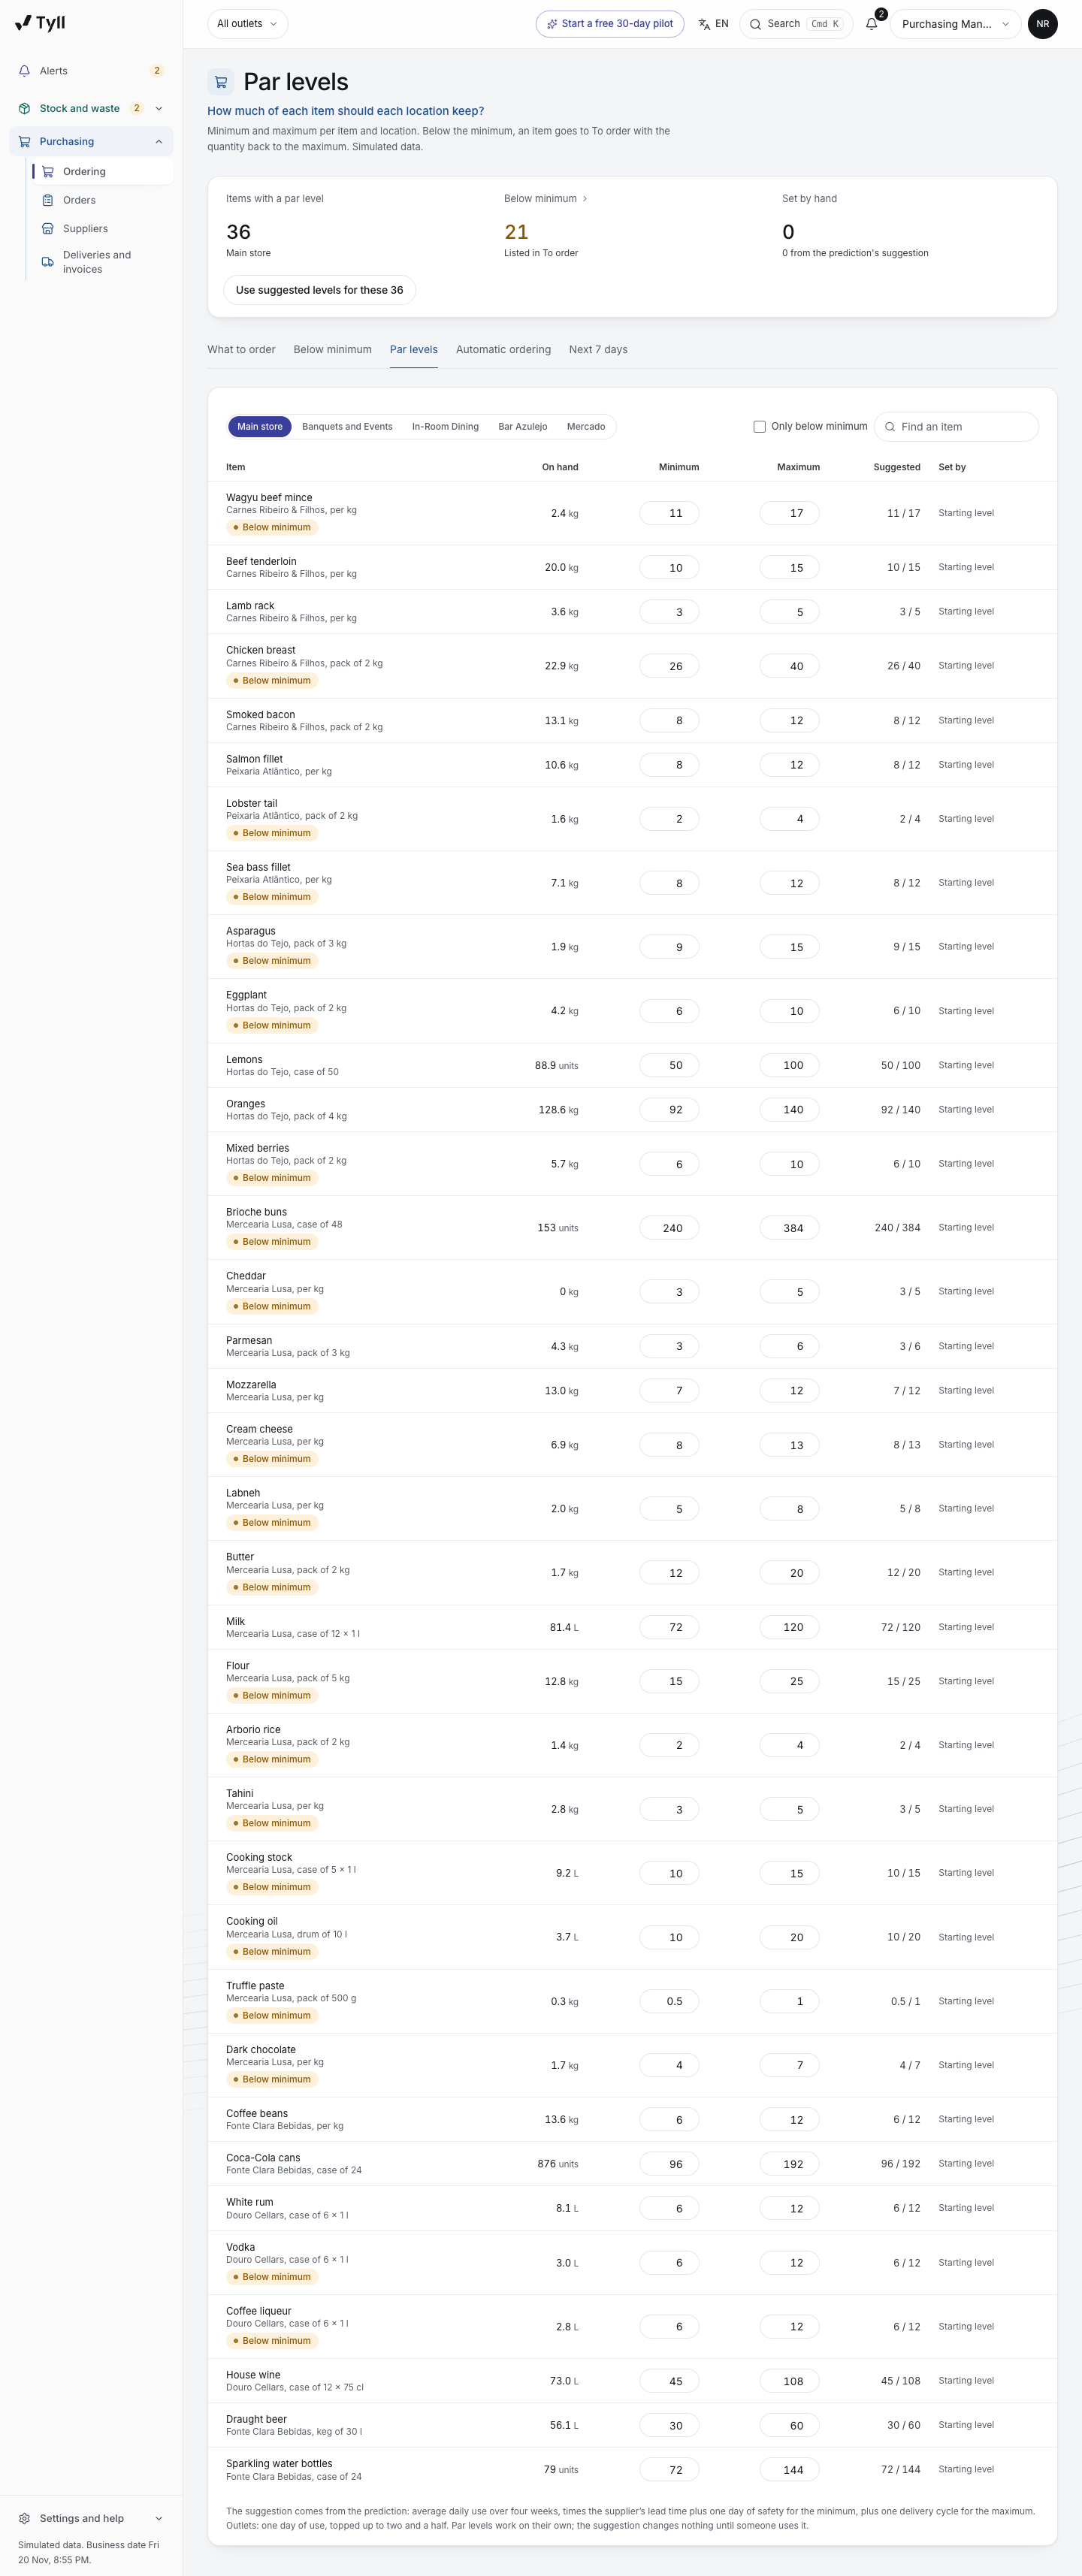 Tyll
All outlets
Start a free 30-day pilot
EN
Search
Cmd K
2
Purchasing Man...
NR
Alerts
2
Stock and waste
2
Purchasing
Ordering
Orders
Suppliers
Deliveries and
invoices
Par levels
How much of each item should each location keep?
Minimum and maximum per item and location. Below the minimum, an item goes to To order with the
quantity back to the maximum. Simulated data.
Items with a par level
36
Main store
Below minimum
21
Listed in To order
Set by hand
0
0 from the prediction's suggestion
Use suggested levels for these 36
What to order Below minimum Par levels Automatic ordering Next 7 days
Main store Banquets and Events In-Room Dining Bar Azulejo Mercado
Only below minimum
Find an item
Item On hand Minimum Maximum Suggested Set by
Wagyu beef mince
Carnes Ribeiro & Filhos, per kg
Below minimum
2.4 kg 11 17 11 / 17 Starting level
Beef tenderloin
Carnes Ribeiro & Filhos, per kg
20.0 kg 10 15 10 / 15 Starting level
Lamb rack
Carnes Ribeiro & Filhos, per kg
3.6 kg 3 5 3 / 5 Starting level
Chicken breast
Carnes Ribeiro & Filhos, pack of 2 kg
Below minimum
22.9 kg 26 40 26 / 40 Starting level
Smoked bacon
Carnes Ribeiro & Filhos, pack of 2 kg
13.1 kg 8 12 8 / 12 Starting level
Salmon fillet
Peixaria Atlântico, per kg
10.6 kg 8 12 8 / 12 Starting level
Lobster tail
Peixaria Atlântico, pack of 2 kg
Below minimum
1.6 kg 2 4 2 / 4 Starting level
Sea bass fillet
Peixaria Atlântico, per kg
Below minimum
7.1 kg 8 12 8 / 12 Starting level
Asparagus
Hortas do Tejo, pack of 3 kg
Below minimum
1.9 kg 9 15 9 / 15 Starting level
Eggplant
Hortas do Tejo, pack of 2 kg
Below minimum
4.2 kg 6 10 6 / 10 Starting level
Lemons
Hortas do Tejo, case of 50
88.9 units 50 100 50 / 100 Starting level
Oranges
Hortas do Tejo, pack of 4 kg
128.6 kg 92 140 92 / 140 Starting level
Mixed berries
Hortas do Tejo, pack of 2 kg
Below minimum
5.7 kg 6 10 6 / 10 Starting level
Brioche buns
Mercearia Lusa, case of 48
Below minimum
153 units 240 384 240 / 384 Starting level
Cheddar
Mercearia Lusa, per kg
Below minimum
0 kg 3 5 3 / 5 Starting level
Parmesan
Mercearia Lusa, pack of 3 kg
4.3 kg 3 6 3 / 6 Starting level
Mozzarella
Mercearia Lusa, per kg
13.0 kg 7 12 7 / 12 Starting level
Cream cheese
Mercearia Lusa, per kg
Below minimum
6.9 kg 8 13 8 / 13 Starting level
Labneh
Mercearia Lusa, per kg
Below minimum
2.0 kg 5 8 5 / 8 Starting level
Butter
Mercearia Lusa, pack of 2 kg
Below minimum
1.7 kg 12 20 12 / 20 Starting level
Milk
Mercearia Lusa, case of 12 × 1 l
81.4 L 72 120 72 / 120 Starting level
Flour
Mercearia Lusa, pack of 5 kg
Below minimum
12.8 kg 15 25 15 / 25 Starting level
Arborio rice
Mercearia Lusa, pack of 2 kg
Below minimum
1.4 kg 2 4 2 / 4 Starting level
Tahini
Mercearia Lusa, per kg
Below minimum
2.8 kg 3 5 3 / 5 Starting level
Cooking stock
Mercearia Lusa, case of 5 × 1 l
Below minimum
9.2 L 10 15 10 / 15 Starting level
Cooking oil
Mercearia Lusa, drum of 10 l
Below minimum
3.7 L 10 20 10 / 20 Starting level
Truffle paste
Mercearia Lusa, pack of 500 g
Below minimum
0.3 kg 0.5 1 0.5 / 1 Starting level
Dark chocolate
Mercearia Lusa, per kg
Below minimum
1.7 kg 4 7 4 / 7 Starting level
Coffee beans
Fonte Clara Bebidas, per kg
13.6 kg 6 12 6 / 12 Starting level
Coca-Cola cans
Fonte Clara Bebidas, case of 24
876 units 96 192 96 / 192 Starting level
White rum
Douro Cellars, case of 6 × 1 l
8.1 L 6 12 6 / 12 Starting level
Vodka
Douro Cellars, case of 6 × 1 l
Below minimum
3.0 L 6 12 6 / 12 Starting level
Coffee liqueur
Douro Cellars, case of 6 × 1 l
Below minimum
2.8 L 6 12 6 / 12 Starting level
House wine
Douro Cellars, case of 12 × 75 cl
73.0 L 45 108 45 / 108 Starting level
Draught beer
Fonte Clara Bebidas, keg of 30 l
56.1 L 30 60 30 / 60 Starting level
Sparkling water bottles
Fonte Clara Bebidas, case of 24
79 units 72 144 72 / 144 Starting level
The suggestion comes from the prediction: average daily use over four weeks, times the supplier's lead time plus one day of safety for the minimum, plus one delivery cycle for the maximum.
Outlets: one day of use, topped up to two and a half. Par levels work on their own; the suggestion changes nothing until someone uses it.
Settings and help
Simulated data. Business date Fri
20 Nov, 8:55 PM.